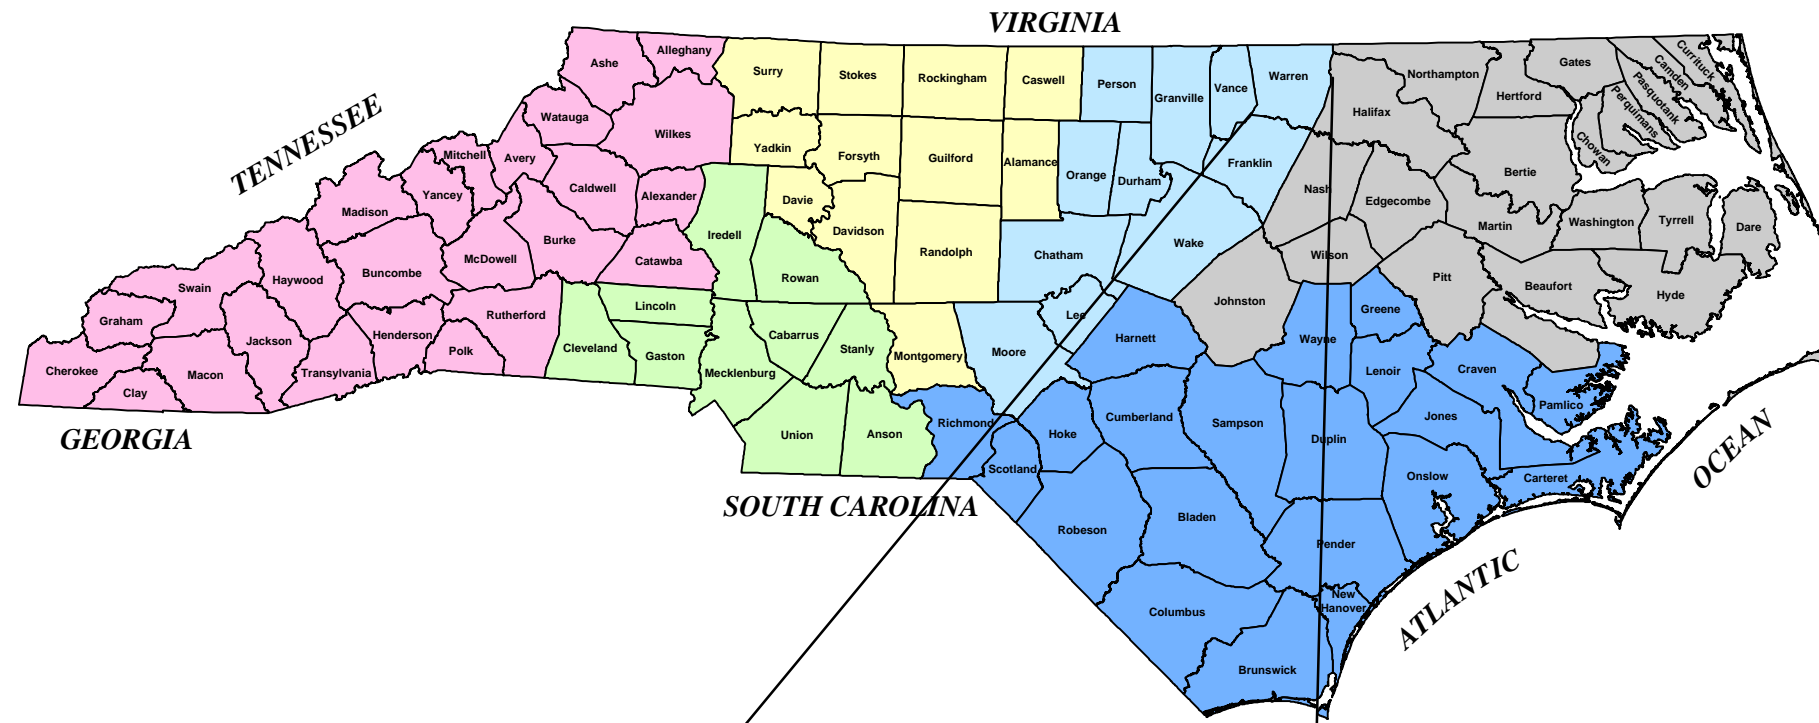 VIRGINIA
TENNESSEE
GEORGIA
SOUTH CAROLINA
ATLANTIC
OCEAN
Ashe
Alleghany
Surry
Stokes
Rockingham
Caswell
Person
Granville
Vance
Warren
Northampton
Gates
Currituck
Camden
Pasquotank
Perquimans
Chowan
Hertford
Halifax
Watauga
Wilkes
Yadkin
Forsyth
Guilford
Alamance
Orange
Durham
Franklin
Nash
Edgecombe
Bertie
Mitchell
Avery
Caldwell
Alexander
Davie
Davidson
Randolph
Chatham
Wake
Wilson
Martin
Washington
Tyrrell
Dare
Madison
Yancey
Burke
McDowell
Catawba
Iredell
Rowan
Johnston
Pitt
Beaufort
Hyde
Swain
Haywood
Buncombe
Rutherford
Lincoln
Cleveland
Gaston
Cabarrus
Stanly
Montgomery
Moore
Lee
Harnett
Wayne
Greene
Lenoir
Craven
Pamlico
Graham
Jackson
Henderson
Polk
Transylvania
Cherokee
Clay
Macon
Mecklenburg
Union
Anson
Richmond
Scotland
Hoke
Cumberland
Sampson
Duplin
Jones
Onslow
Carteret
Robeson
Bladen
Pender
New
Hanover
Columbus
Brunswick